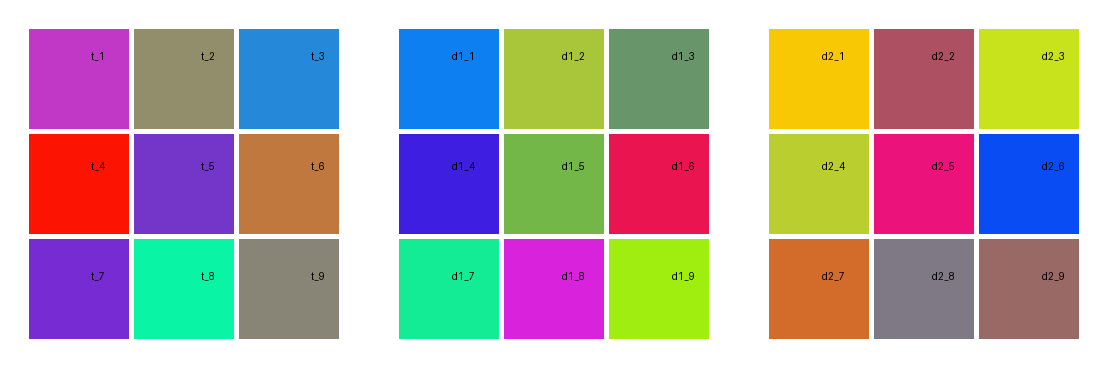 t_1 t_2 t_3 d1_1 d1_2 d1_3 d2_1 d2_2 d2_3
t_4 t_5 t_6 d1_4 d1_5 d1_6 d2_4 d2_5 d2_6
t_7 t_8 t_9 d1_7 d1_8 d1_9 d2_7 d2_8 d2_9